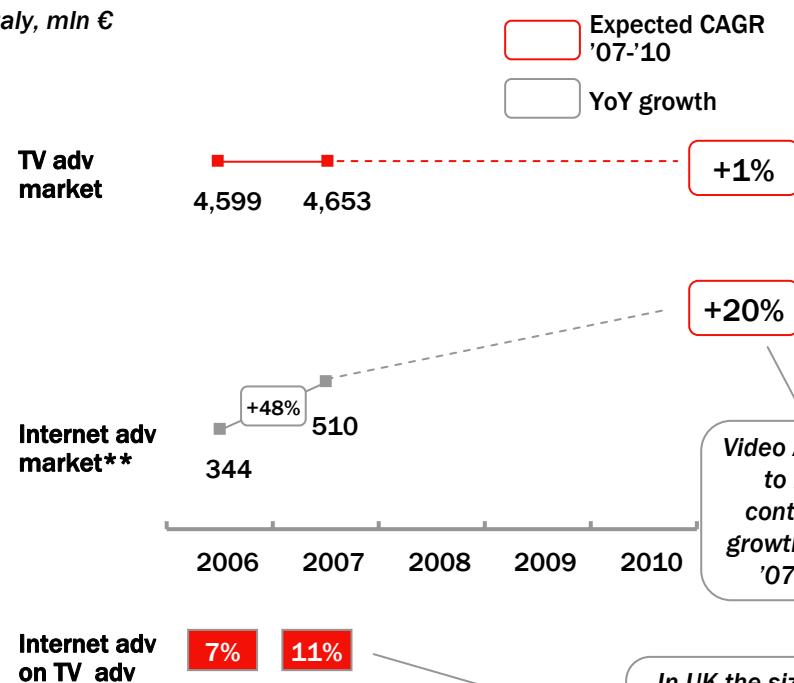 aly, mln €
Expected CAGR
'07-'10
YoY growth
TV adv
market
4,599 4,653
+1%
+20%
+48%
510
344
Internet adv
market**
Video
to
cont
growth
'07
2006 2007 2008 2009 2010
Internet adv
on TV adv
7% 11%
In UK the siz